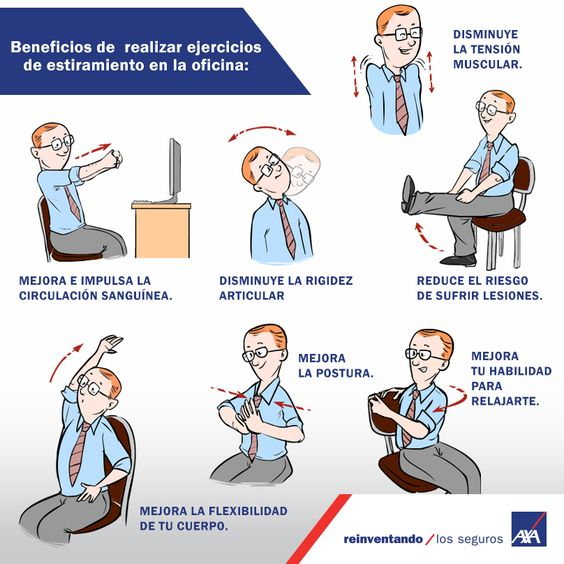 Beneficios de realizar ejercicios
de estiramiento en la oficina:
DISMINUYE
LA TENSIÓN
MUSCULAR.
MEJORA E IMPULSA LA
CIRCULACIÓN SANGUÍNEA.
DISMINUYE LA RIGIDEZ
ARTICULAR
REDUCE EL RIESGO
DE SUFRIR LESIONES.
MEJORA
LA POSTURA.
MEJORA
TU HABILIDAD
PARA
RELAJARTE.
MEJORA LA FLEXIBILIDAD
DE TU CUERPO.
reinventando / los seguros
AXA